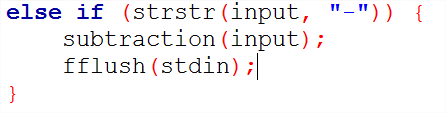 else if (strstr(input, "-")) {
    subtraction(input);
    fflush(stdin);
}